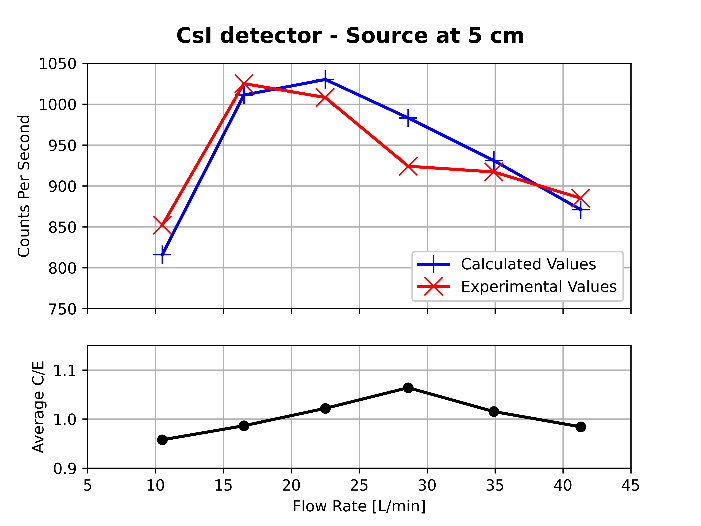 CsI detector - Source at 5 cm
1050
1000
950
900
850
800
750
Counts Per Second
Calculated Values
Experimental Values
1.1
1.0
0.9
Average C/E
5 10 15 20 25 30 35 40 45
Flow Rate [L/min]